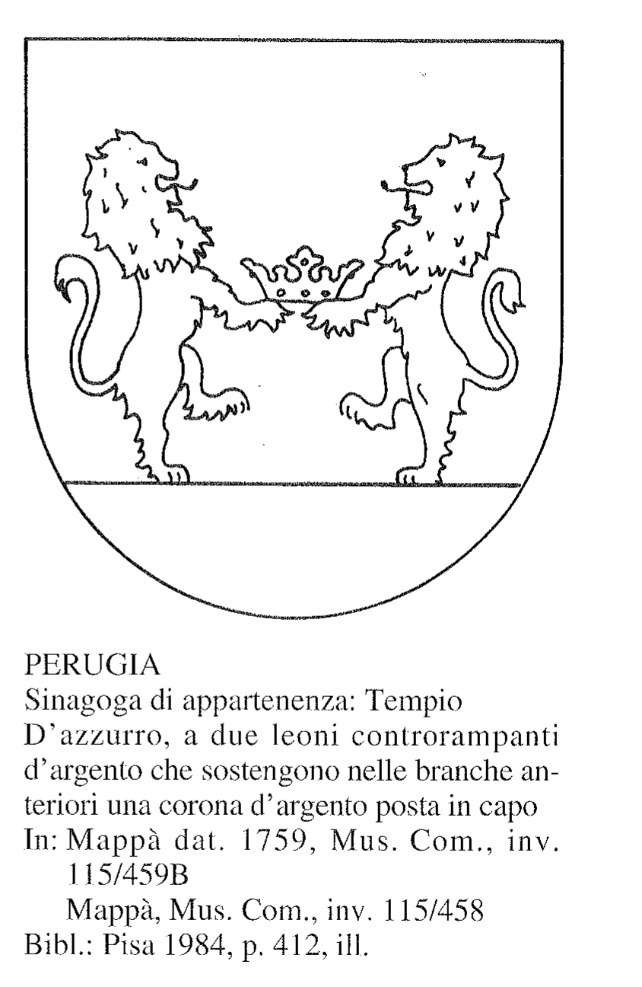 PERUGIA
Sinagoga di appartenenza: Tempio
D'azzurro, a due leoni controrampanti
d'argento che sostengono nelle branche an-
teriori una corona d'argento posta in capo
In: Mappà dat. 1759, Mus. Com., inv.
115/459B
Mappà, Mus. Com., inv. 115/458
Bibl.: Pisa 1984, p. 412, ill.